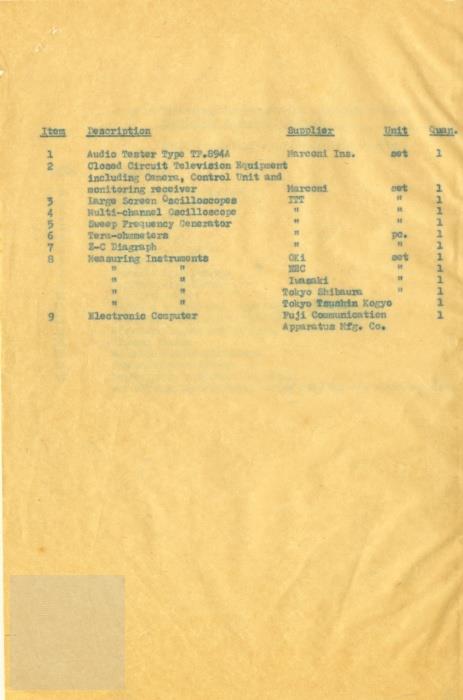 Item Description Supplier Unit Quan.
1 Audio Tester Type TF.894A Marconi Ins. set 1
2 Closed Circuit Television Equipment
including Camera, Control Unit and
monitoring receiver Marconi set 1
3 Large Screen Oscilloscopes ITT " 1
4 Multi-channel Oscilloscope " " 1
5 Sweep Frequency Generator " " 1
6 Tera-ohmeters " pc. 1
7 Z-C Diagraph " " 1
8 Measuring Instruments OKi set 1
" " NEC " 1
" " Iwasaki " 1
" " Tokyo Shibaura " 1
" " Tokyo Tsushin Kogyo 1
9 Electronic Computer Fuji Communication 1
Apparatus Mfg. Co.